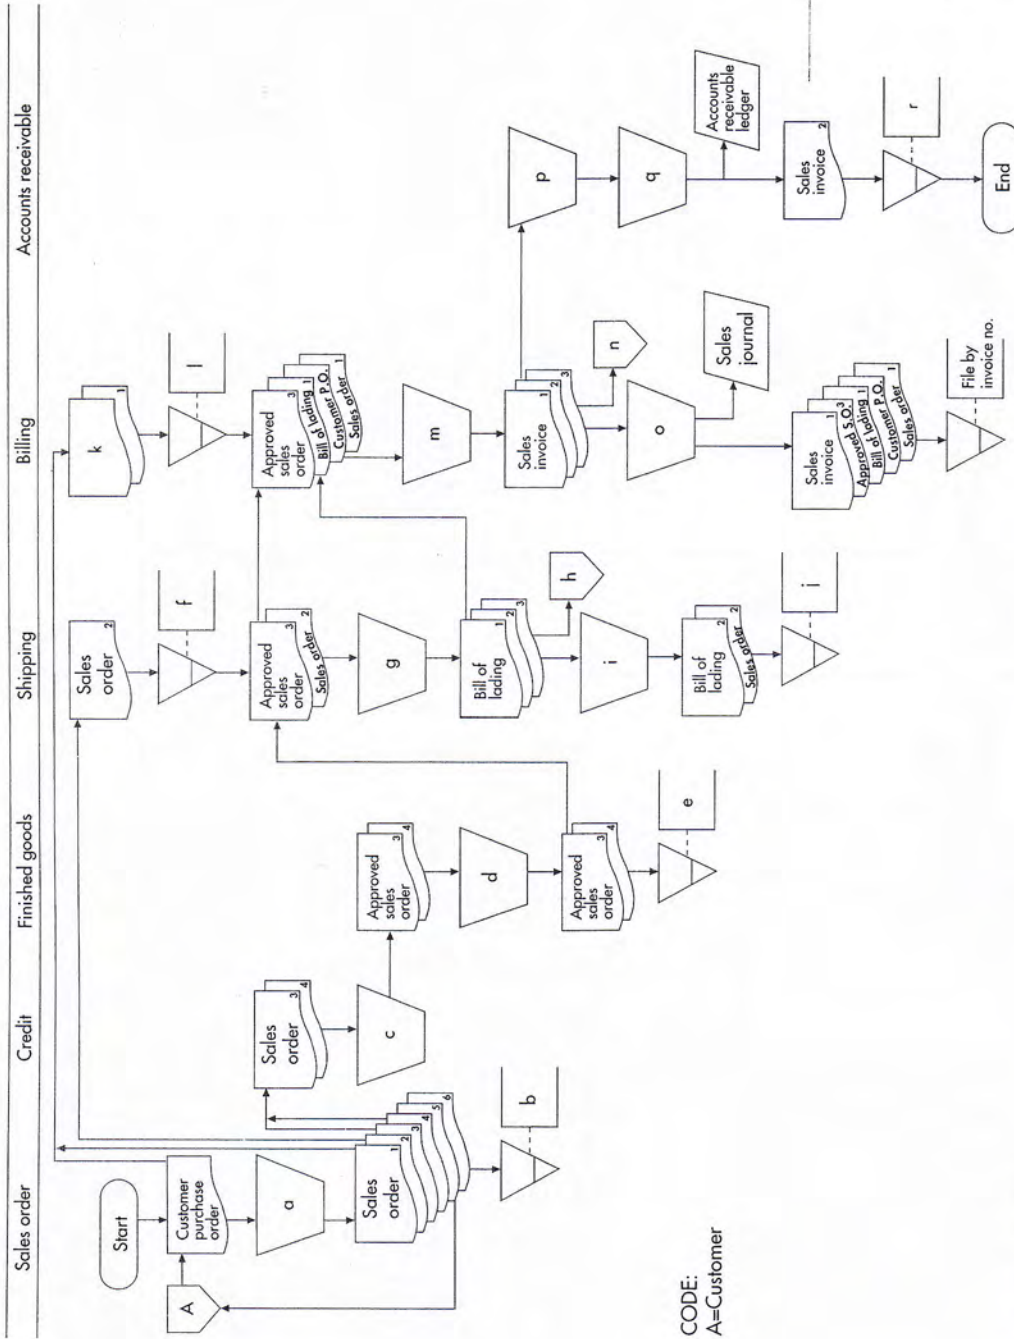 Sales order
Credit
Finished goods
Shipping
Billing
Accounts receivable
Start
A
Customer
purchase
order
a
Sales
order
1
2
3
4
5
6
b
Sales
order
3
4
c
Approved
sales
order
3
4
d
Approved
sales
order
3
4
e
Sales
order
2
f
Approved
sales
order
3
Sales order
2
g
Bill of
lading
1
2
3
h
i
Bill of
lading
2
Sales order
2
j
k
1
l
Approved
sales
order
3
Bill of lading
1
Customer P.O.
Sales order
1
m
Sales
invoice
1
2
3
n
o
Sales
journal
Sales
invoice
1
Approved S.O.
3
Bill of lading
1
Customer P.O.
Sales order
1
File by
invoice no.
p
q
Accounts
receivable
ledger
Sales
invoice
2
r
End
CODE:
A=Customer